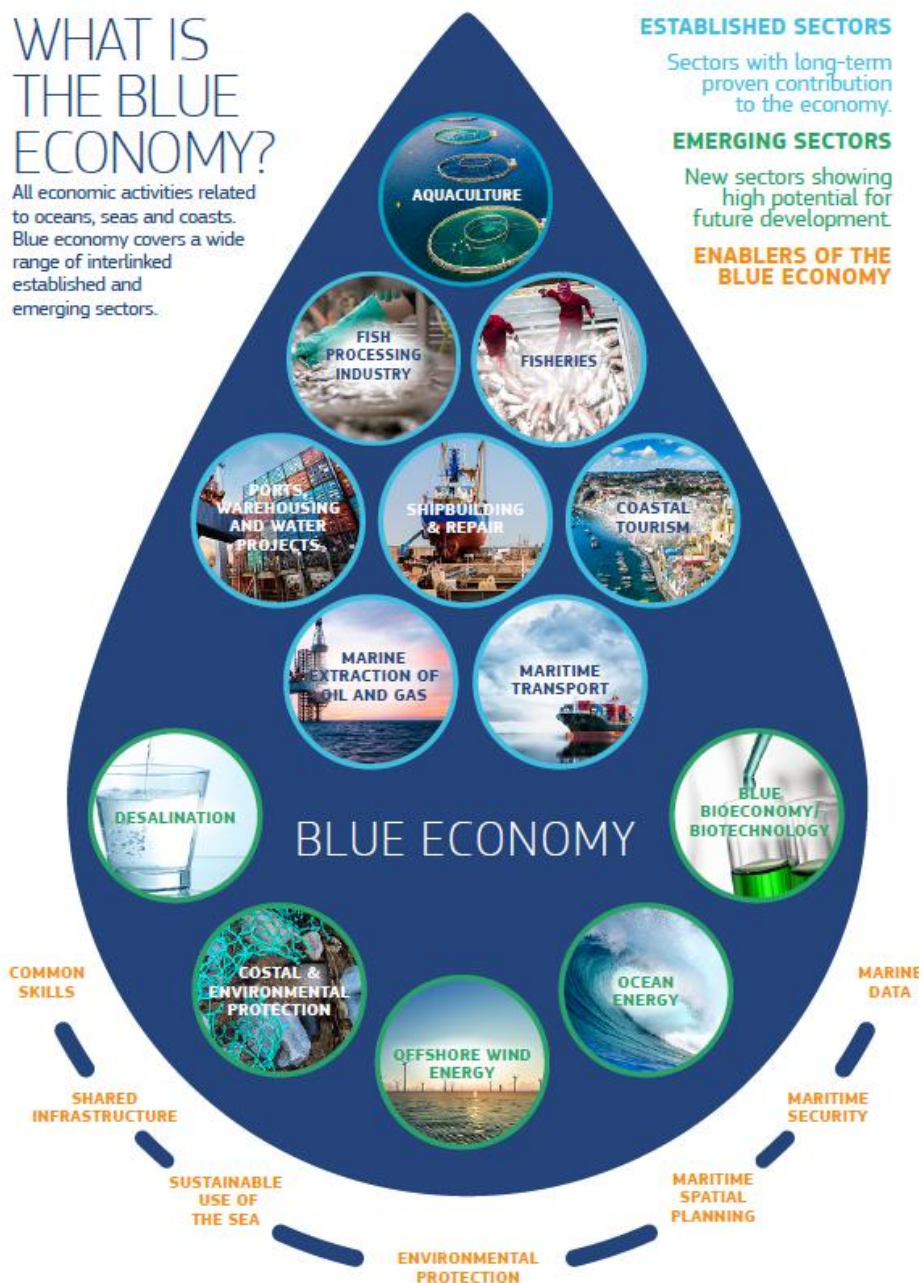 WHAT IS
THE BLUE
ECONOMY?
All economic activities related
to oceans, seas and coasts.
Blue economy covers a wide
range of interlinked
established and
emerging sectors.
ESTABLISHED SECTORS
Sectors with long-term
proven contribution
to the economy.
EMERGING SECTORS
New sectors showing
high potential for
future development.
ENABLERS OF THE
BLUE ECONOMY
AQUACULTURE
FISH
PROCESSING
INDUSTRY
FISHERIES
PORTS,
WAREHOUSING
AND WATER
PROJECTS,
SHIPBUILDING
& REPAIR
COASTAL
TOURISM
MARINE
EXTRACTION OF
OIL AND GAS
MARITIME
TRANSPORT
DESALINATION
BLUE ECONOMY
BLUE
BIOECONOMY/
BIOTECHNOLOGY
COSTAL &
ENVIRONMENTAL
PROTECTION
OFFSHORE WIND
ENERGY
OCEAN
ENERGY
COMMON
SKILLS
SHARED
INFRASTRUCTURE
SUSTAINABLE
USE OF
THE SEA
ENVIRONMENTAL
PROTECTION
MARITIME
SPATIAL
PLANNING
MARITIME
SECURITY
MARINE
DATA